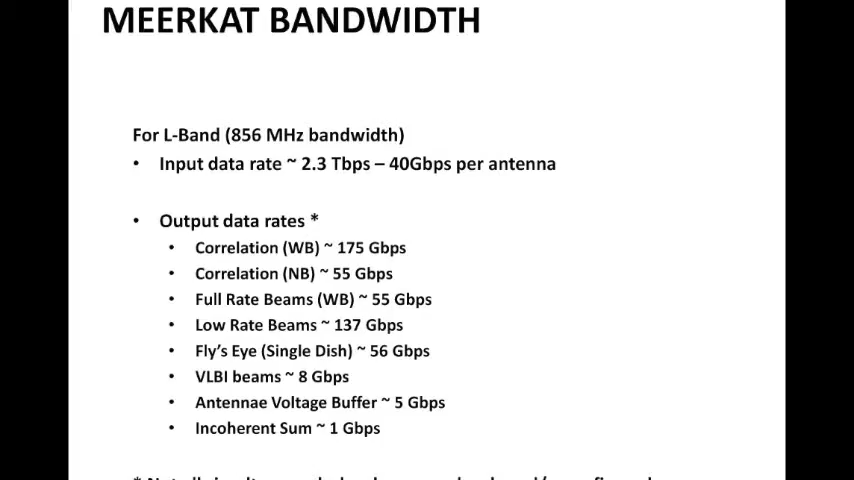 MEERKAT BANDWIDTH
For L-Band (856 MHz bandwidth)
• Input data rate ~ 2.3 Tbps – 40Gbps per antenna
• Output data rates *
• Correlation (WB) ~ 175 Gbps
• Correlation (NB) ~ 55 Gbps
• Full Rate Beams (WB) ~ 55 Gbps
• Low Rate Beams ~ 137 Gbps
• Fly's Eye (Single Dish) ~ 56 Gbps
• VLBI beams ~ 8 Gbps
• Antennae Voltage Buffer ~ 5 Gbps
• Incoherent Sum ~ 1 Gbps